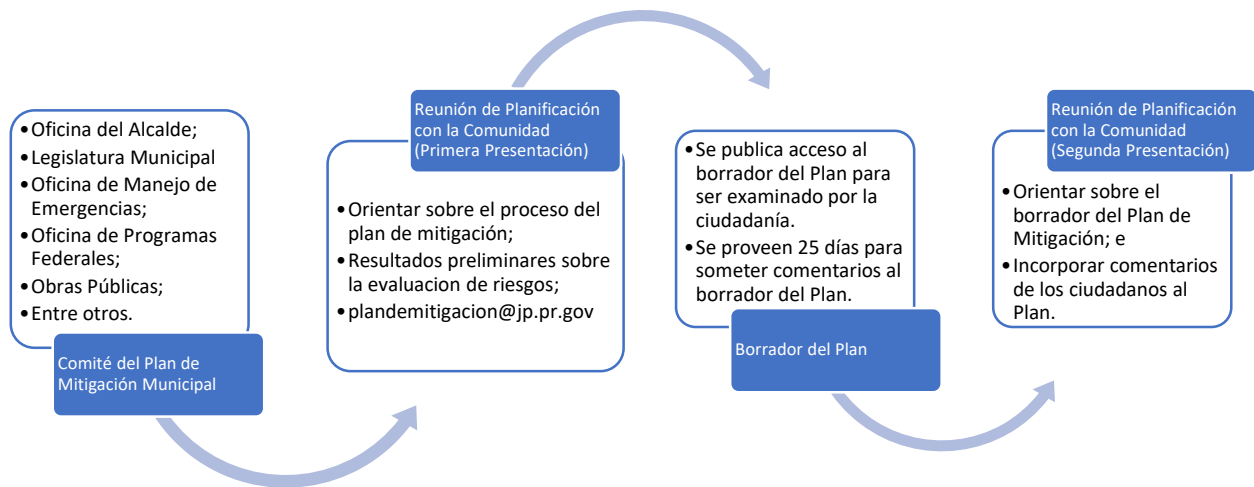 •Oficina del Alcalde;
•Legislatura Municipal
•Oficina de Manejo de
Emergencias;
•Oficina de Programas
Federales;
•Obras Públicas;
•Entre otros.
Comité del Plan de
Mitigación Municipal
Reunión de Planificación
con la Comunidad
(Primera Presentación)
•Orientar sobre el proceso del
plan de mitigación;
•Resultados preliminares sobre
la evaluacion de riesgos;
•plandemitigacion@jp.pr.gov
•Se publica acceso al
borrador del Plan para
ser examinado por la
ciudadanía.
•Se proveen 25 días para
someter comentarios al
borrador del Plan.
Borrador del Plan
Reunión de Planificación
con la Comunidad
(Segunda Presentación)
•Orientar sobre el
borrador del Plan de
Mitigación; e
•Incorporar comentarios
de los ciudadanos al
Plan.